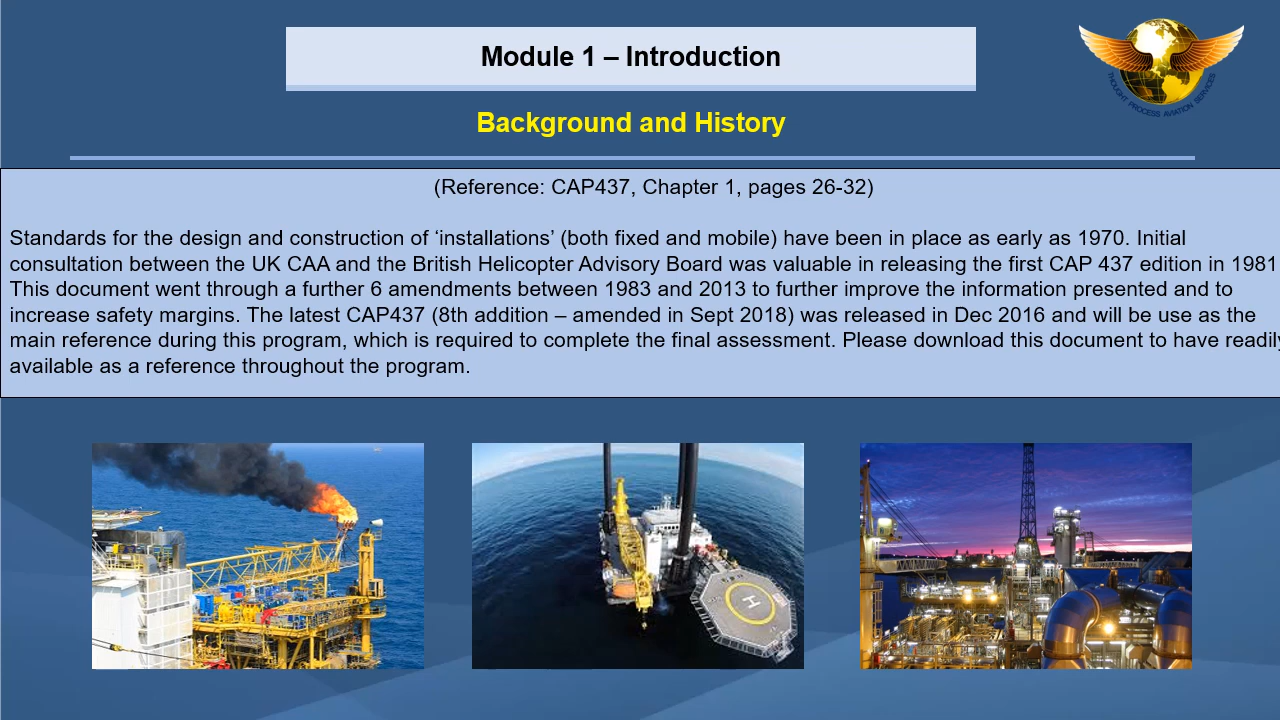 Module 1 – Introduction
THOUGHT PROCESS AVIATION SERVICES
Background and History
(Reference: CAP437, Chapter 1, pages 26-32)
Standards for the design and construction of ‘installations’ (both fixed and mobile) have been in place as early as 1970. Initial
consultation between the UK CAA and the British Helicopter Advisory Board was valuable in releasing the first CAP 437 edition in 1981
This document went through a further 6 amendments between 1983 and 2013 to further improve the information presented and to
increase safety margins. The latest CAP437 (8th addition – amended in Sept 2018) was released in Dec 2016 and will be use as the
main reference during this program, which is required to complete the final assessment. Please download this document to have readily
available as a reference throughout the program.
H